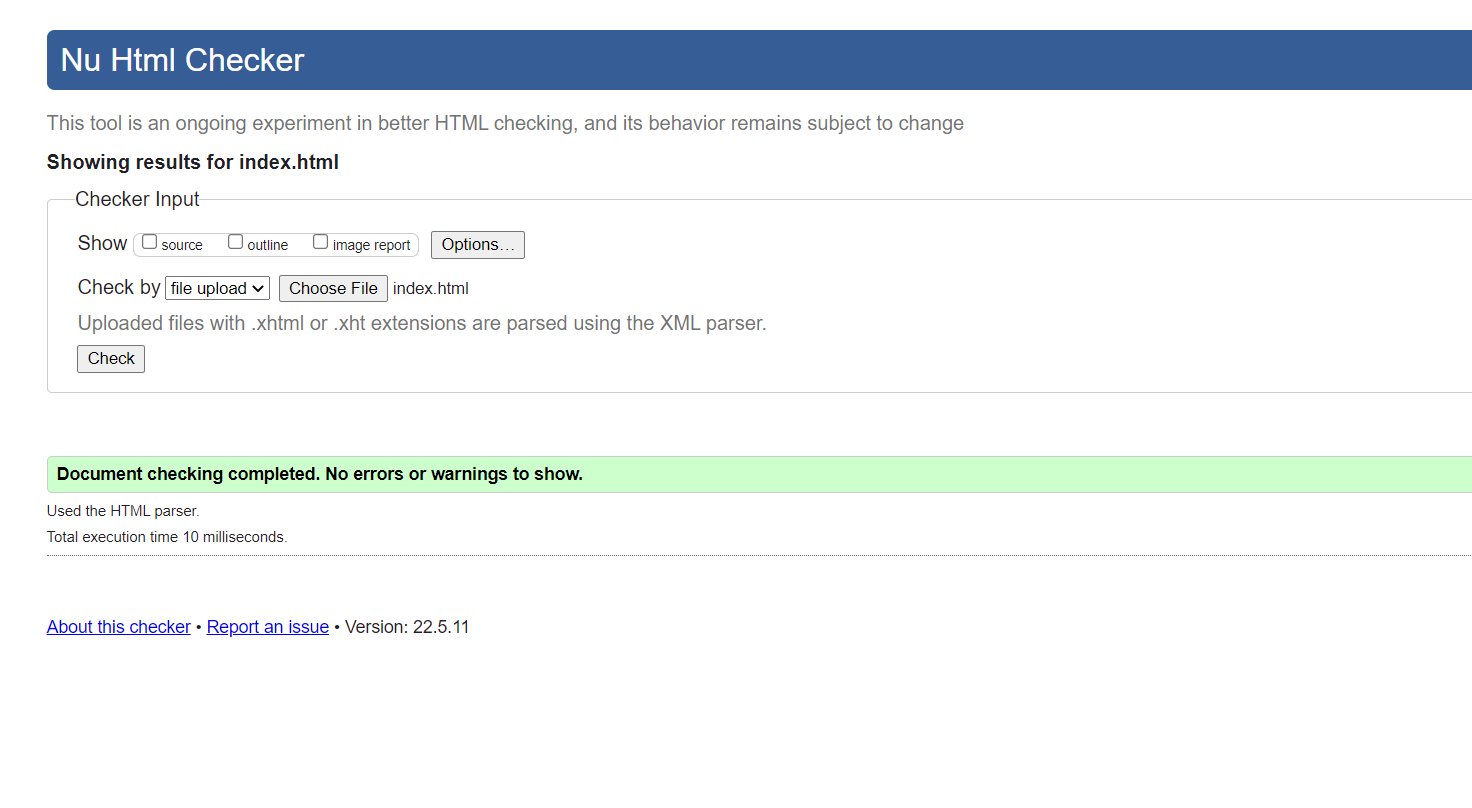 Nu Html Checker
This tool is an ongoing experiment in better HTML checking, and its behavior remains subject to change
Showing results for index.html
Checker Input
Show source outline image report Options…
Check by file upload Choose File index.html
Uploaded files with .xhtml or .xht extensions are parsed using the XML parser.
Check
Document checking completed. No errors or warnings to show.
Used the HTML parser.
Total execution time 10 milliseconds.
About this checker • Report an issue • Version: 22.5.11